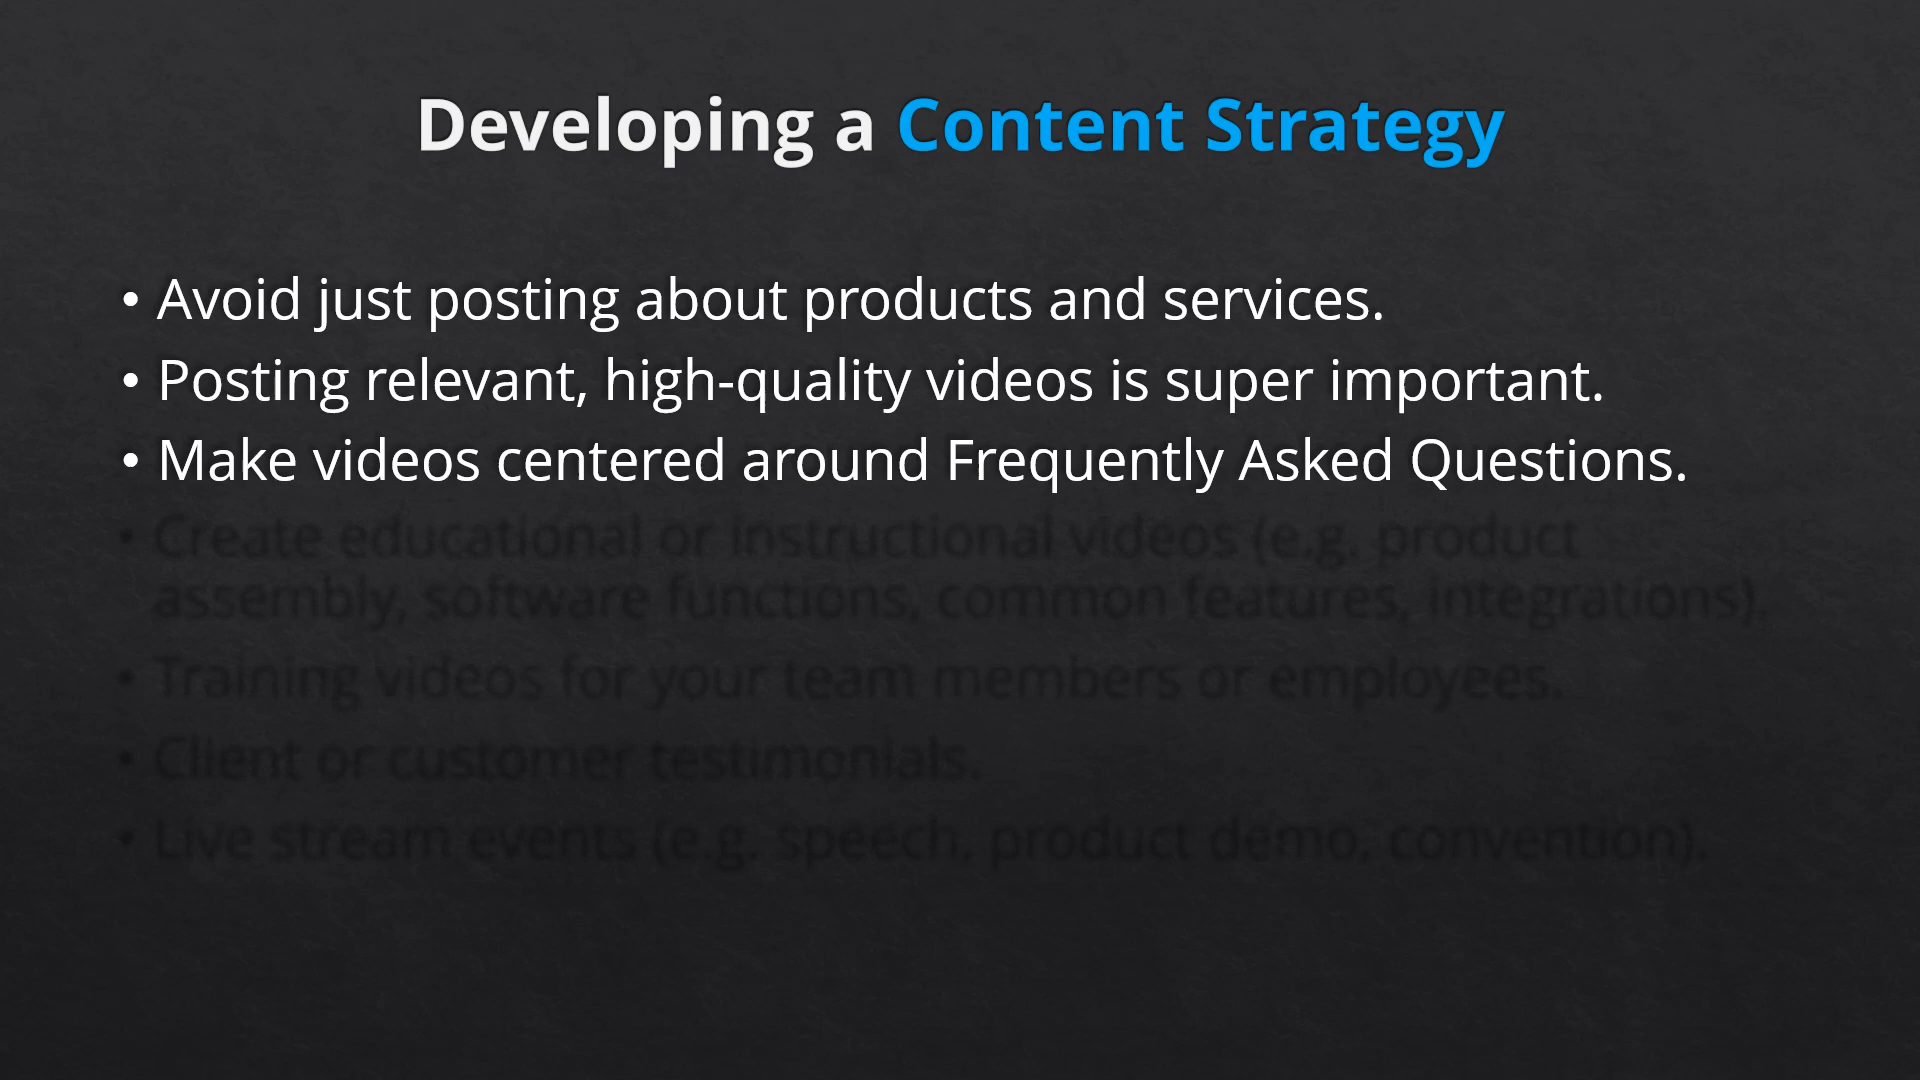 Developing a Content Strategy
• Avoid just posting about products and services.
• Posting relevant, high-quality videos is super important.
• Make videos centered around Frequently Asked Questions.
• Create educational or instructional videos (e.g. product
assembly, software functions, common features, integrations).
• Training videos for your team members or employees.
• Client or customer testimonials.
• Live stream events (e.g. speech, product demo, convention).